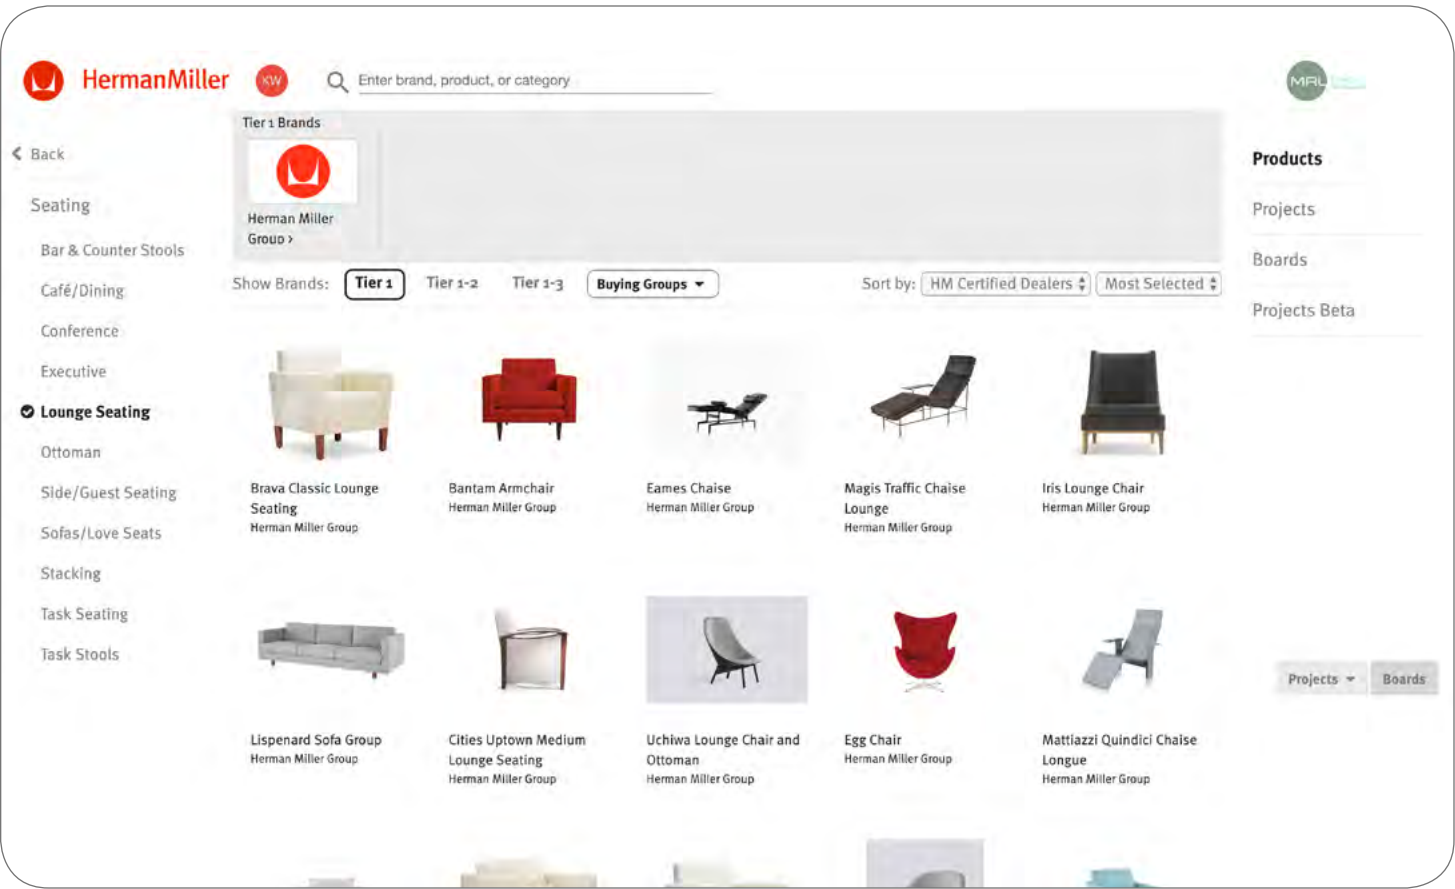 HermanMiller
KW
Enter brand, product, or category
MRL
Tier 1 Brands
Herman Miller
Group ›
Back
Seating
Bar & Counter Stools
Café/Dining
Conference
Executive
Lounge Seating
Ottoman
Side/Guest Seating
Sofas/Love Seats
Stacking
Task Seating
Task Stools
Show Brands:
Tier 1
Tier 1-2
Tier 1-3
Buying Groups
Sort by:
HM Certified Dealers
Most Selected
Brava Classic Lounge
Seating
Herman Miller Group
Bantam Armchair
Herman Miller Group
Eames Chaise
Herman Miller Group
Magis Traffic Chaise
Lounge
Herman Miller Group
Iris Lounge Chair
Herman Miller Group
Lispenard Sofa Group
Herman Miller Group
Cities Uptown Medium
Lounge Seating
Herman Miller Group
Uchiwa Lounge Chair and
Ottoman
Herman Miller Group
Egg Chair
Herman Miller Group
Mattiazzi Quindici Chaise
Longue
Herman Miller Group
Products
Projects
Boards
Projects Beta
Projects
Boards